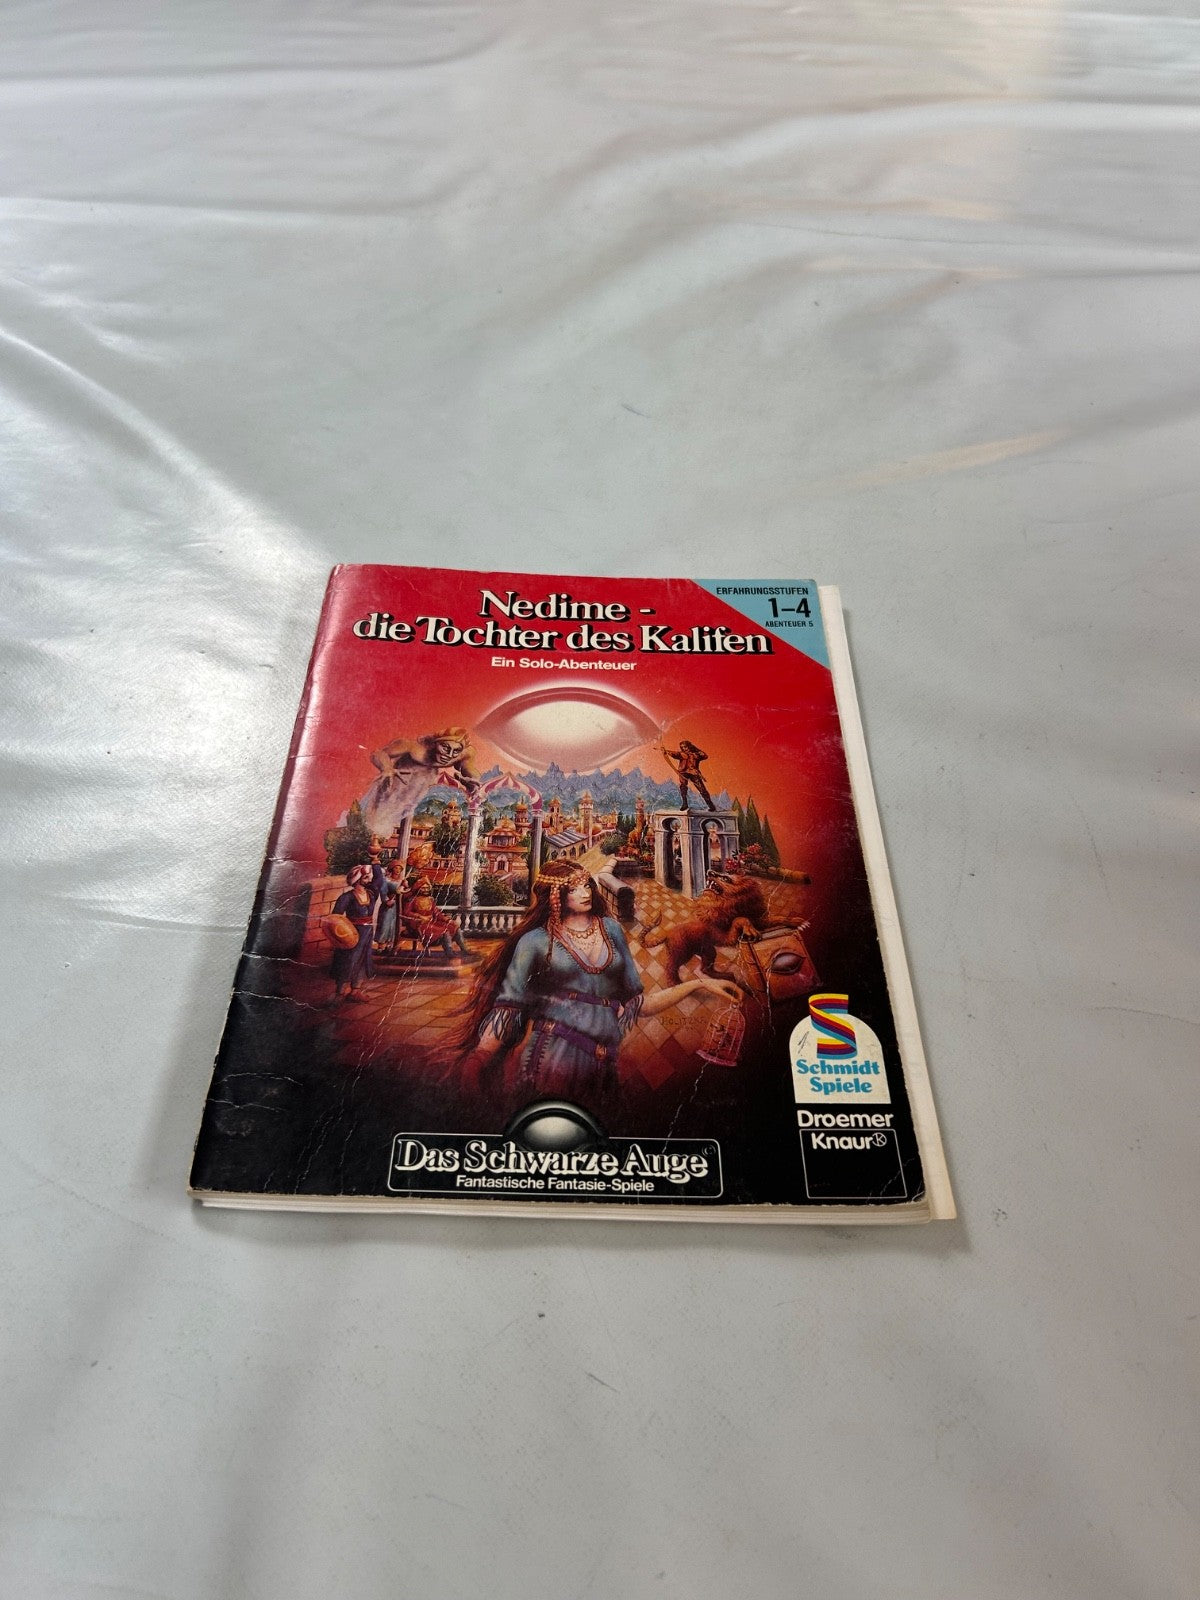 Nedime -
die Tochter des Kalifen
Ein Solo-Abenteuer
ERFAHRUNGSSTUFEN
1–4
ABENTEUER 5
Schmidt
Spiele
Droemer
Knaur®
Das Schwarze Auge
Fantastische Fantasie-Spiele